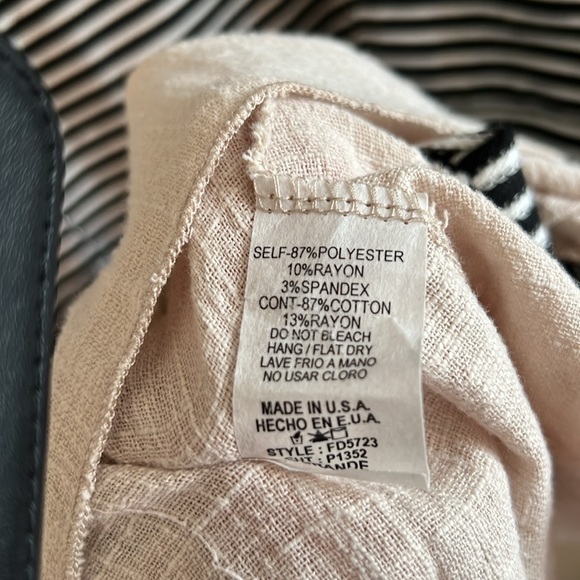 SELF-87%POLYESTER
10%RAYON
3%SPANDEX
CONT-87%COTTON
13%RAYON
DO NOT BLEACH
HANG / FLAT DRY
LAVE FRIO A MANO
NO USAR CLORO
MADE IN U.S.A.
HECHO EN E.U.A.
STYLE : FD5723
: P1352